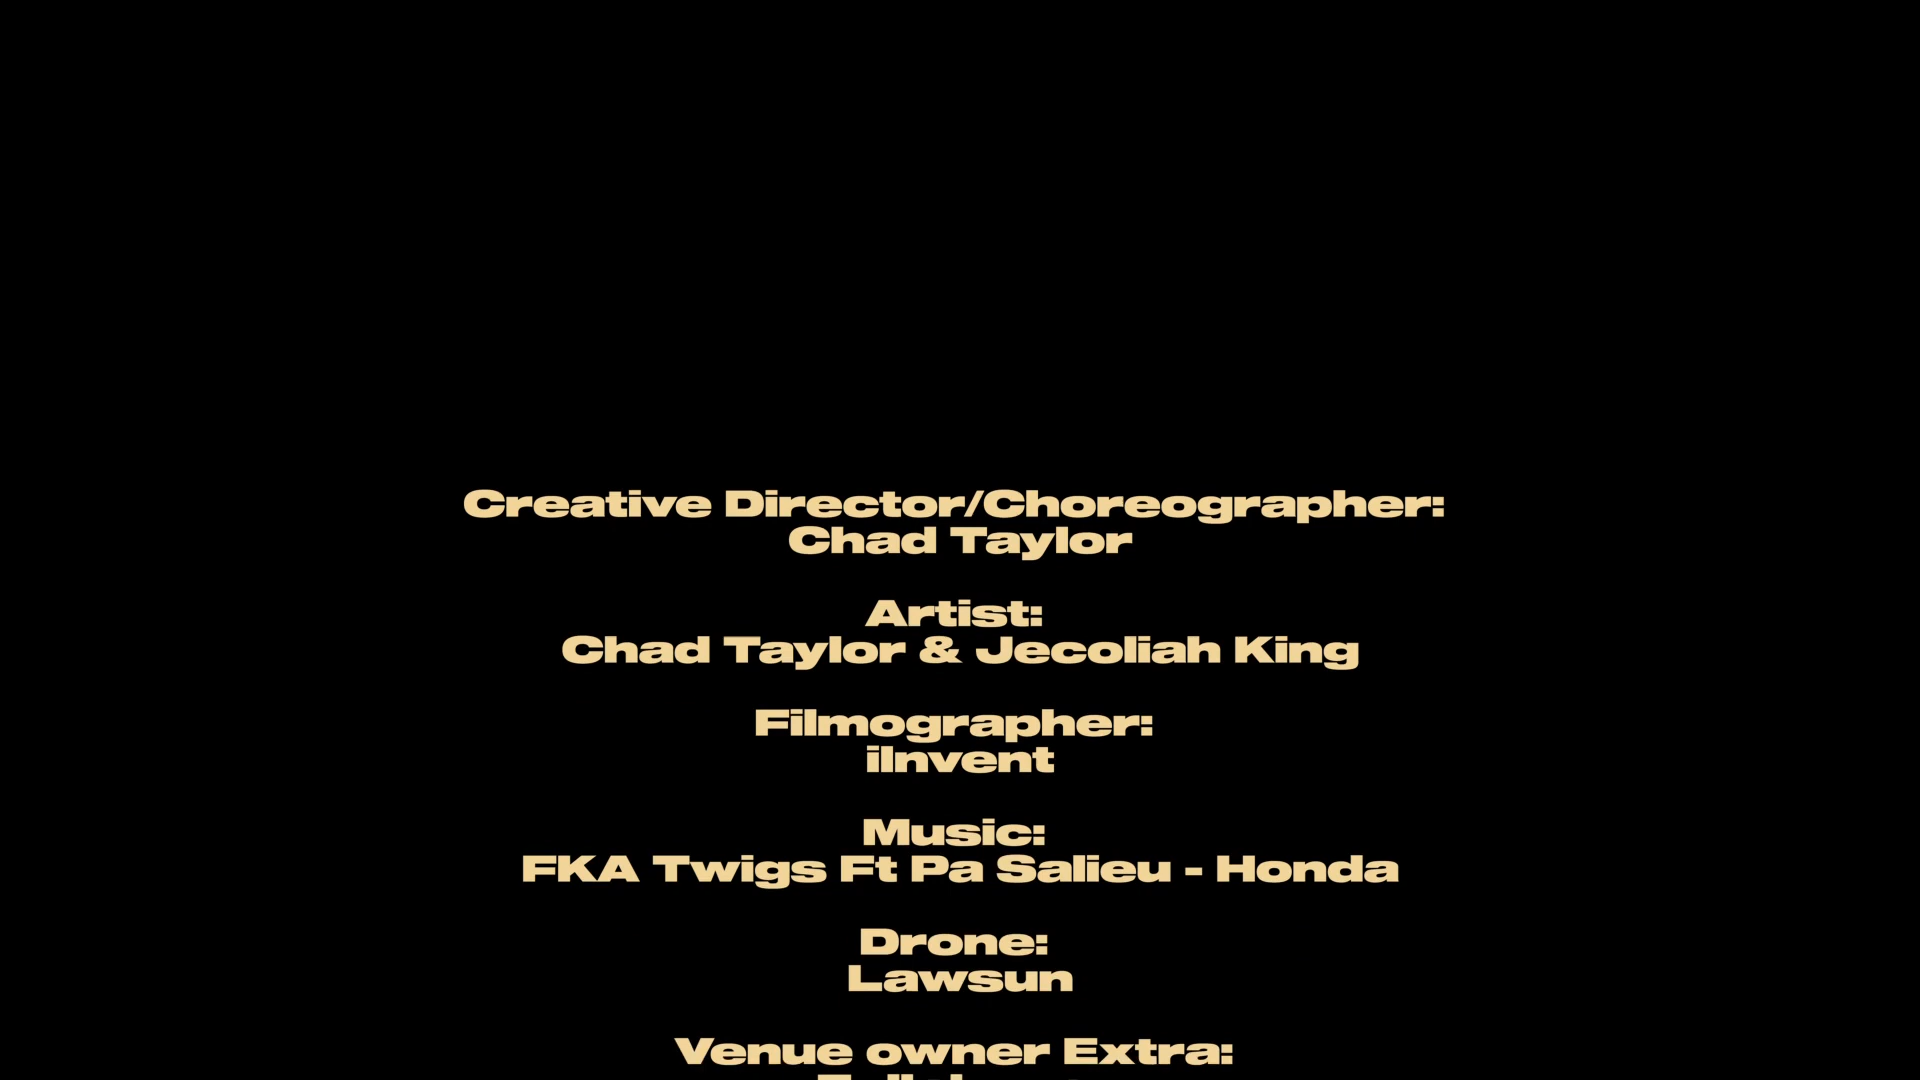 Creative Director/Choreographer:
Chad Taylor
Artist:
Chad Taylor & Jecoliah King
Filmographer:
iInvent
Music:
FKA Twigs Ft Pa Salieu - Honda
Drone:
Lawsun
Venue owner Extra: